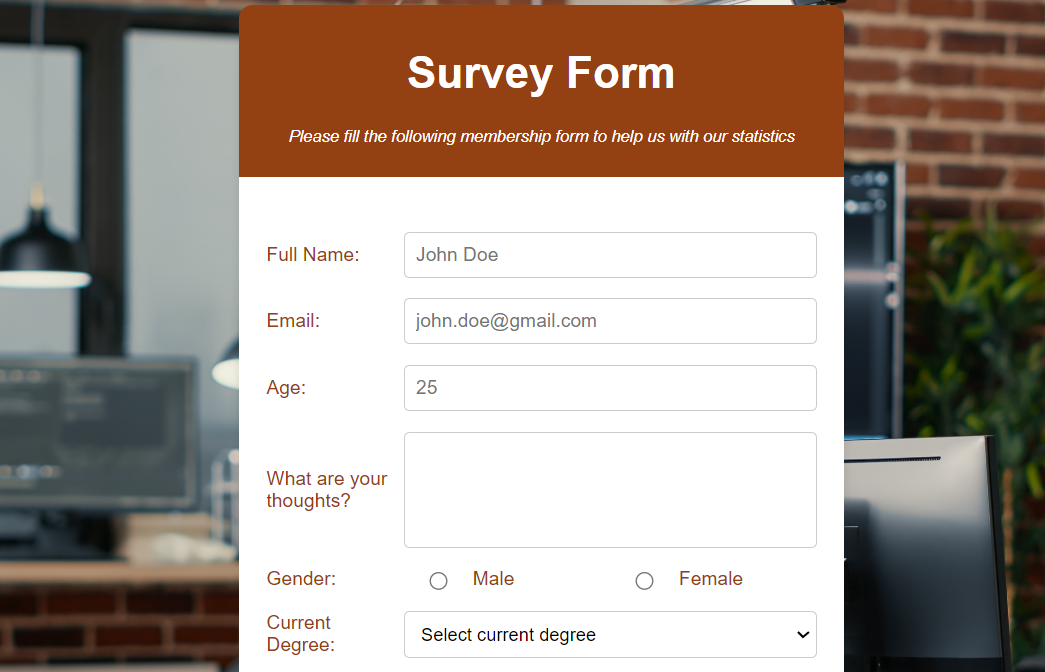 Survey Form
Please fill the following membership form to help us with our statistics
Full Name:
John Doe
Email:
john.doe@gmail.com
Age:
25
What are your
thoughts?
Gender:
Male
Female
Current
Degree:
Select current degree